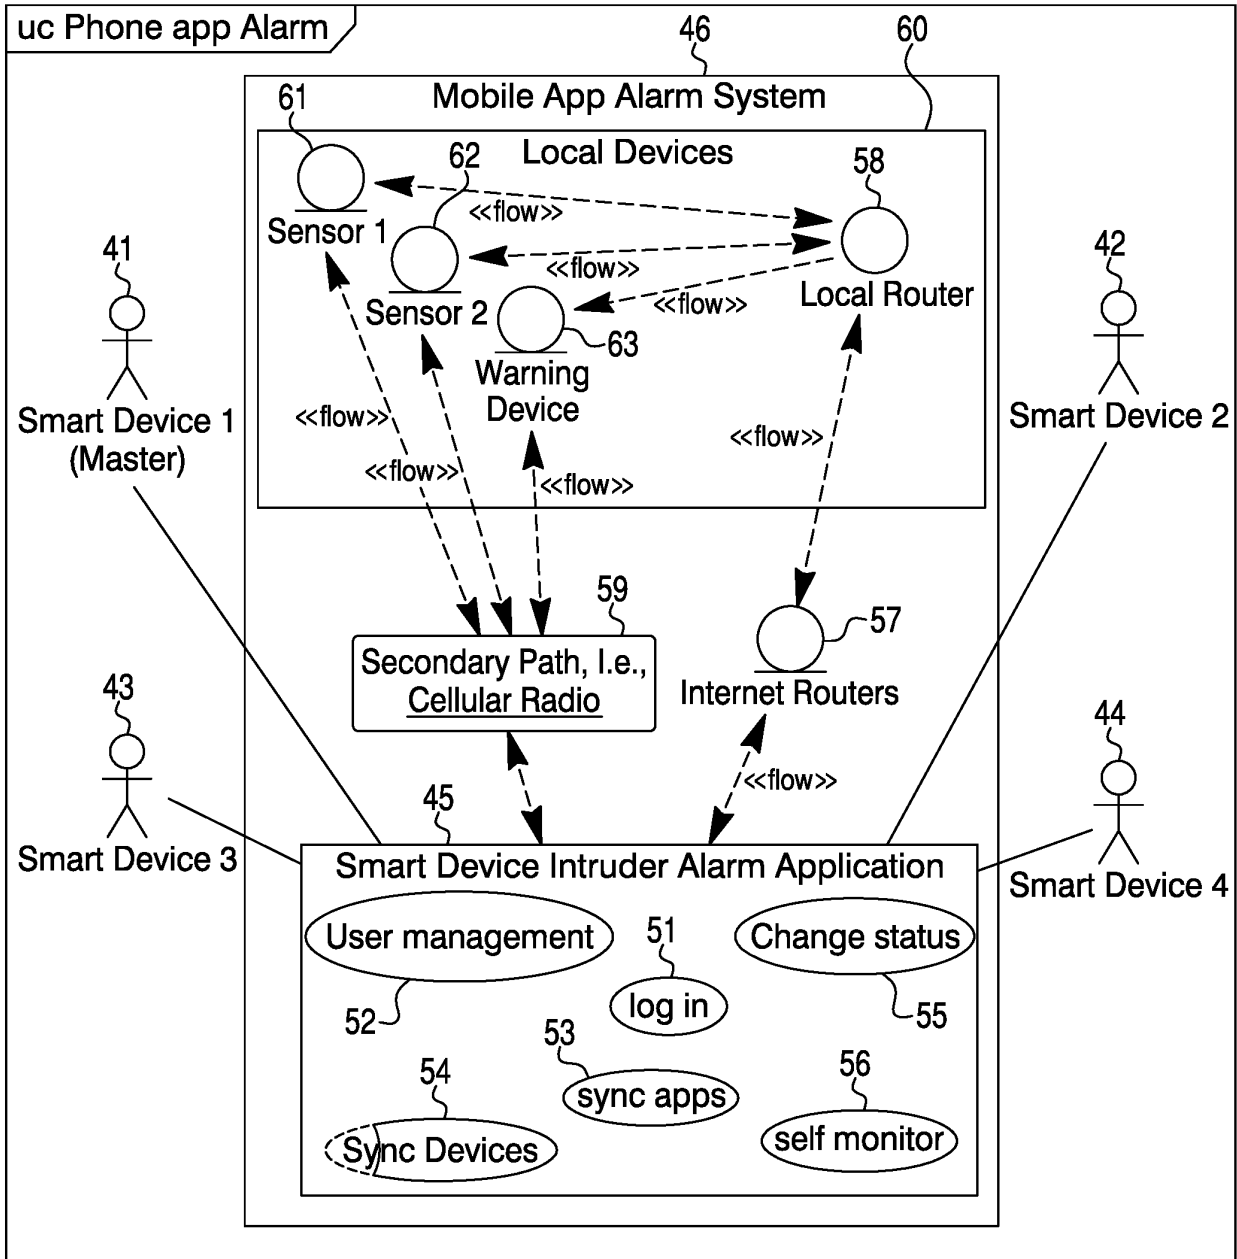 uc Phone app Alarm
46
60
Mobile App Alarm System
61
Local Devices
62
58
<<flow>>
Sensor 1
41
42
<<flow>>
Sensor 2
<<flow>>
Local Router
63
Warning
Device
Smart Device 1
(Master)
Smart Device 2
<<flow>>
<<flow>>
<<flow>>
<<flow>>
59
57
Secondary Path, I.e.,
Cellular Radio
Internet Routers
43
44
<<flow>>
45
Smart Device 3
Smart Device 4
Smart Device Intruder Alarm Application
User management
51
Change status
52
log in
55
53
54
sync apps
56
Sync Devices
self monitor